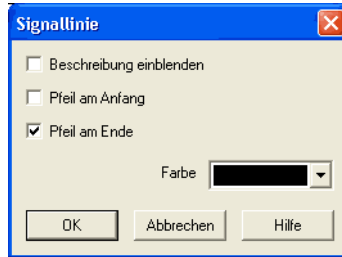 Signallinie
Beschreibung einblenden
Pfeil am Anfang
Pfeil am Ende
Farbe
OK Abbrechen Hilfe